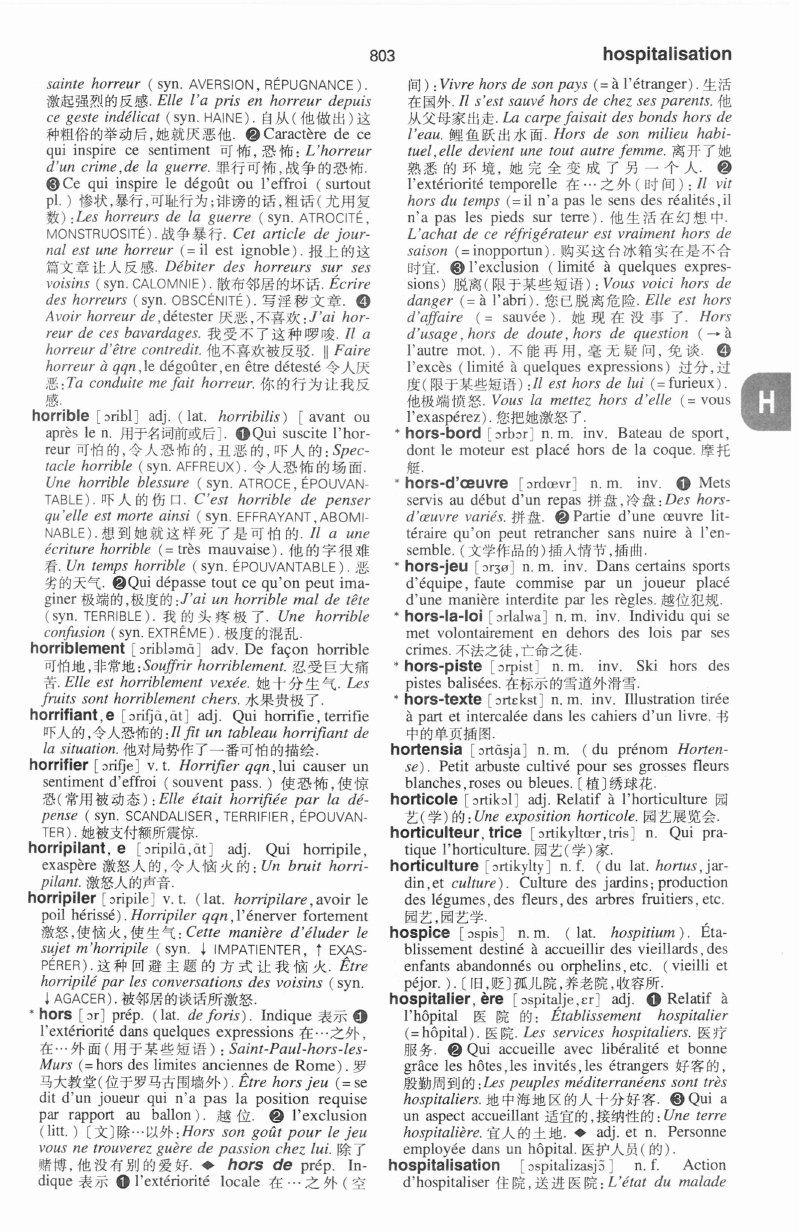 803
hospitalisation
sainte horreur ( syn. AVERSION, RÉPUGNANCE ).
激起强烈的反感. Elle l'a pris en horreur depuis
ce geste indélicat ( syn. HAINE). 自从(他做出)这
种粗俗的举动后,她就厌恶他. ❷ Caractère de ce
qui inspire ce sentiment 可怖, 恐怖: L'horreur
d'un crime,de la guerre. 罪行可怖,战争的恐怖.
❸ Ce qui inspire le dégoût ou l'effroi ( surtout
pl. ) 惨状,暴行,可耻行为;诽谤的话,粗话(尤用复
数):Les horreurs de la guerre ( syn. ATROCITÉ,
MONSTRUOSITÉ). 战争暴行. Cet article de jour-
nal est une horreur ( = il est ignoble). 报上的这
篇文章让人反感. Débiter des horreurs sur ses
voisins ( syn. CALOMNIE). 散布邻居的坏话. Écrire
des horreurs ( syn. OBSCÉNITÉ). 写淫秽文章. ❹
Avoir horreur de,détester 厌恶,不喜欢:J'ai hor-
reur de ces bavardages. 我受不了这种啰唆. Il a
horreur d'être contredit. 他不喜欢被反驳. ‖ Faire
horreur à qqn,le dégoûter,en être détesté 令人厌
恶:Ta conduite me fait horreur. 你的行为让我反
感.
horrible [ɔribl] adj. ( lat. horribilis) [ avant ou
après le n. 用于名词前或后]. ❶Qui suscite l'hor-
reur 可怕的,令人恐怖的,丑恶的,吓人的: Spec-
tacle horrible ( syn. AFFREUX). 令人恐怖的场面.
Une horrible blessure ( syn. ATROCE, ÉPOUVAN-
TABLE). 吓人的伤口. C'est horrible de penser
qu'elle est morte ainsi ( syn. EFFRAYANT, ABOMI-
NABLE). 想到她就这样死了是可怕的. Il a une
écriture horrible (= très mauvaise). 他的字很难
看. Un temps horrible ( syn. ÉPOUVANTABLE). 恶
劣的天气. ❷Qui dépasse tout ce qu'on peut ima-
giner 极端的,极度的:J'ai un horrible mal de tête
( syn. TERRIBLE). 我的头疼极了. Une horrible
confusion ( syn. EXTRÊME). 极度的混乱.
horriblement [ɔribləmɑ̃] adv. De façon horrible
可怕地,非常地:Souffrir horriblement. 忍受巨大痛
苦. Elle est horriblement vexée. 她十分生气. Les
fruits sont horriblement chers. 水果贵极了.
horrifiant,e [ɔrifjɑ̃,ɑ̃t] adj. Qui horrifie, terrifie
吓人的,令人恐怖的:Il fit un tableau horrifiant de
la situation. 他对局势作了一番可怕的描绘.
horrifier [ɔrifje] v. t. Horrifier qqn,lui causer un
sentiment d'effroi ( souvent pass. ) 使恐怖,使惊
恐(常用被动态):Elle était horrifiée par la dé-
pense ( syn. SCANDALISER, TERRIFIER, ÉPOUVAN-
TER). 她被支付额所震惊.
horripilant, e [ɔripilɑ̃,ɑ̃t] adj. Qui horripile,
exaspère 激怒人的,令人恼火的: Un bruit horri-
pilant. 激怒人的声音.
horripiler [ɔripile] v. t. ( lat. horripilare,avoir le
poil hérissé). Horripiler qqn,l'énerver fortement
激怒,使恼火,使生气: Cette manière d'éluder le
sujet m'horripile ( syn. ↓ IMPATIENTER, ↑ EXAS-
PÉRER). 这种回避主题的方式让我恼火. Être
horripilé par les conversations des voisins ( syn.
↓AGACER). 被邻居的谈话所激怒.
* hors [ɔr] prép. ( lat. de foris). Indique 表示 ❶
l'extériorité dans quelques expressions 在…之外,
在…外面(用于某些短语): Saint-Paul-hors-les-
Murs ( = hors des limites anciennes de Rome). 罗
马大教堂(位于罗马古围墙外). Être hors jeu ( = se
dit d'un joueur qui n'a pas la position requise
par rapport au ballon). 越位. ❷ l'exclusion
(litt. ) [文]除…以外:Hors son goût pour le jeu
vous ne trouverez guère de passion chez lui. 除了
赌博, 他没有别的爱好. ◆ hors de prép. In-
dique 表示 ❶ l'extériorité locale 在…之外(空
间):Vivre hors de son pays ( = à l'étranger). 生活
在国外. Il s'est sauvé hors de chez ses parents. 他
从父母家出走. La carpe faisait des bonds hors de
l'eau. 鲤鱼跃出水面. Hors de son milieu habi-
tuel,elle devient une tout autre femme. 离开了她
熟悉的环境, 她完全变成了另一个人. ❷
l'extériorité temporelle 在…之外(时间): Il vit
hors du temps ( = il n'a pas le sens des réalités,il
n'a pas les pieds sur terre). 他生活在幻想中.
L'achat de ce réfrigérateur est vraiment hors de
saison ( = inopportun). 购买这台冰箱实在是不合
时宜. ❸ l'exclusion ( limité à quelques expres-
sions) 脱离(限于某些短语): Vous voici hors de
danger ( = à l'abri). 您已脱离危险. Elle est hors
d'affaire ( = sauvée). 她现在没事了. Hors
d'usage, hors de doute, hors de question ( → à
l'autre mot. ). 不能再用, 毫无疑问, 免谈. ❹
l'excès ( limité à quelques expressions) 过分,过
度(限于某些短语):Il est hors de lui ( = furieux).
他极端愤怒. Vous la mettez hors d'elle ( = vous
l'exaspérez). 您把她激怒了.
* hors-bord [ɔrbɔr] n. m. inv. Bateau de sport,
dont le moteur est placé hors de la coque. 摩托
艇.
* hors-d'œuvre [ɔrdœvr] n. m. inv. ❶ Mets
servis au début d'un repas 拼盘,冷盘:Des hors-
d'œuvre variés. 拼盘. ❷ Partie d'une œuvre lit-
téraire qu'on peut retrancher sans nuire à l'en-
semble. (文学作品的)插入情节,插曲.
* hors-jeu [ɔrʒø] n. m. inv. Dans certains sports
d'équipe, faute commise par un joueur placé
d'une manière interdite par les règles. 越位犯规.
* hors-la-loi [ɔrlalwa] n. m. inv. Individu qui se
met volontairement en dehors des lois par ses
crimes. 不法之徒,亡命之徒.
* hors-piste [ɔrpist] n. m. inv. Ski hors des
pistes balisées. 在标示的雪道外滑雪.
* hors-texte [ɔrtɛkst] n. m. inv. Illustration tirée
à part et intercalée dans les cahiers d'un livre. 书
中的单页插图.
hortensia [ɔrtɑ̃sja] n. m. ( du prénom Horten-
se). Petit arbuste cultivé pour ses grosses fleurs
blanches,roses ou bleues. [植]绣球花.
horticole [ɔrtikɔl] adj. Relatif à l'horticulture 园
艺(学)的:Une exposition horticole. 园艺展览会.
horticulteur, trice [ɔrtikyltœr,tris] n. Qui pra-
tique l'horticulture. 园艺(学)家.
horticulture [ɔrtikylty] n. f. ( du lat. hortus,jar-
din,et culture). Culture des jardins; production
des légumes,des fleurs,des arbres fruitiers, etc.
园艺,园艺学.
hospice [ɔspis] n. m. ( lat. hospitium). Éta-
blissement destiné à accueillir des vieillards,des
enfants abandonnés ou orphelins,etc. ( vieilli et
péjor. ). [旧,贬]孤儿院,养老院,收容所.
hospitalier, ère [ɔspitalje,ɛr] adj. ❶ Relatif à
l'hôpital 医院的: Établissement hospitalier
(= hôpital). 医院. Les services hospitaliers. 医疗
服务. ❷ Qui accueille avec libéralité et bonne
grâce les hôtes,les invités,les étrangers 好客的,
殷勤周到的:Les peuples méditerranéens sont très
hospitaliers. 地中海地区的人十分好客. ❸ Qui a
un aspect accueillant 适宜的,接纳性的: Une terre
hospitalière. 宜人的土地. ◆ adj. et n. Personne
employée dans un hôpital. 医护人员(的).
hospitalisation [ɔspitalizasjɔ̃] n. f. Action
d'hospitaliser 住院,送进医院: L'état du malade
H